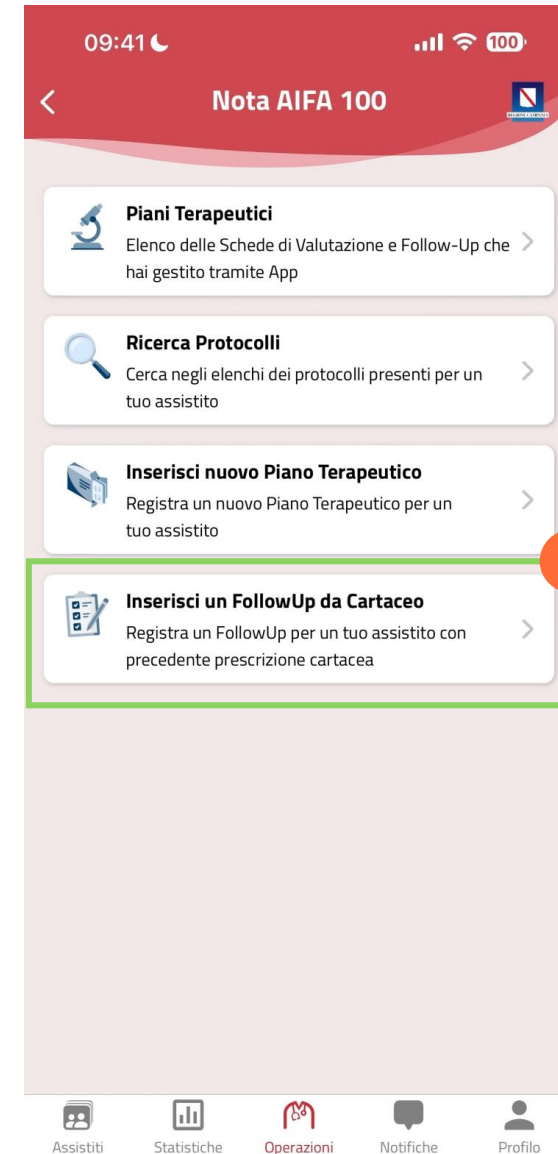 09:41
100
Nota AIFA 100
REGIONE CAMPANIA
Piani Terapeutici
Elenco delle Schede di Valutazione e Follow-Up che
hai gestito tramite App
Ricerca Protocolli
Cerca negli elenchi dei protocolli presenti per un
tuo assistito
Inserisci nuovo Piano Terapeutico
Registra un nuovo Piano Terapeutico per un
tuo assistito
Inserisci un FollowUp da Cartaceo
Registra un FollowUp per un tuo assistito con
precedente prescrizione cartacea
Assistiti Statistiche Operazioni Notifiche Profilo